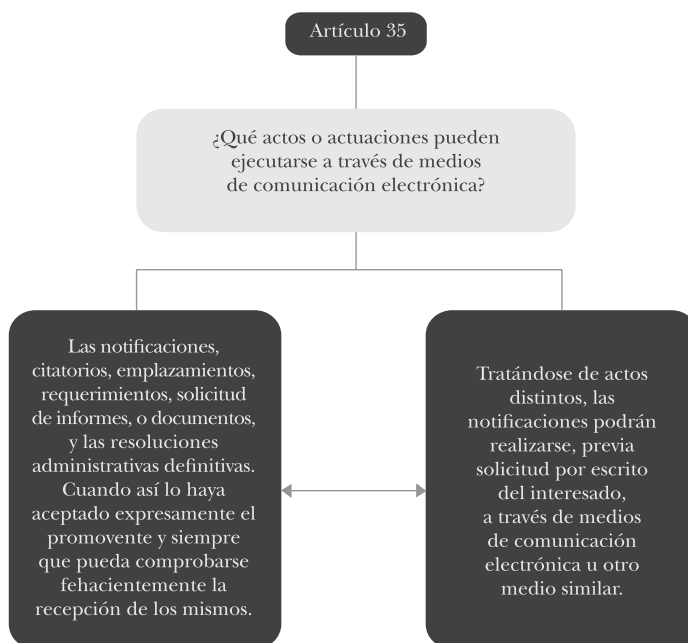 Artículo 35
¿Qué actos o actuaciones pueden
ejecutarse a través de medios
de comunicación electrónica?
Las notificaciones,
citatorios, emplazamientos,
requerimientos, solicitud
de informes, o documentos,
y las resoluciones
administrativas definitivas.
Cuando así lo haya
aceptado expresamente el
promovente y siempre
que pueda comprobarse
fehacientemente la
recepción de los mismos.
Tratándose de actos
distintos, las
notificaciones podrán
realizarse, previa
solicitud por escrito
del interesado,
a través de medios
de comunicación
electrónica u otro
medio similar.